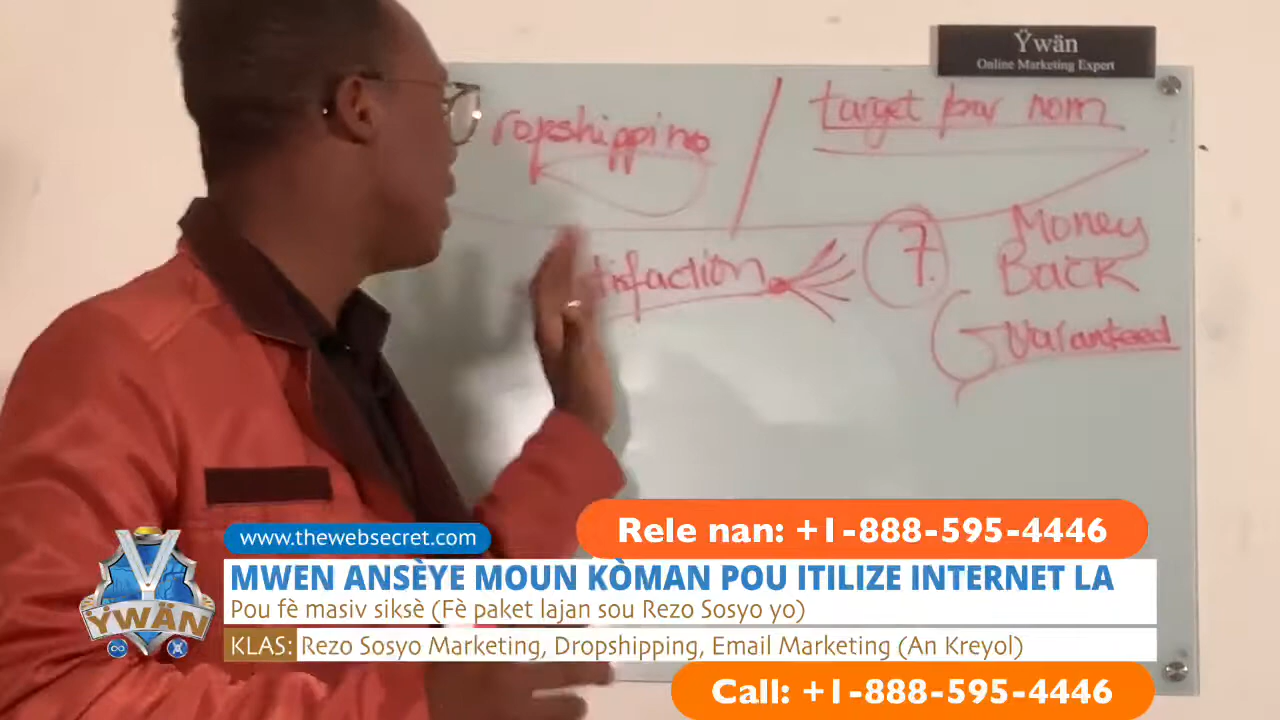 Ÿwän
Online Marketing Expert
ropshipping
target par nom
tisfaction
7.
Money
Back
Guaranteed
Rele nan: +1-888-595-4446
www.thewebsecret.com
MWEN ANSÈYE MOUN KÒMAN POU ITILIZE INTERNET LA
Pou fè masiv siksè (Fè paket lajan sou Rezo Sosyo yo)
KLAS: Rezo Sosyo Marketing, Dropshipping, Email Marketing (An Kreyol)
ŸWÄN
Call: +1-888-595-4446